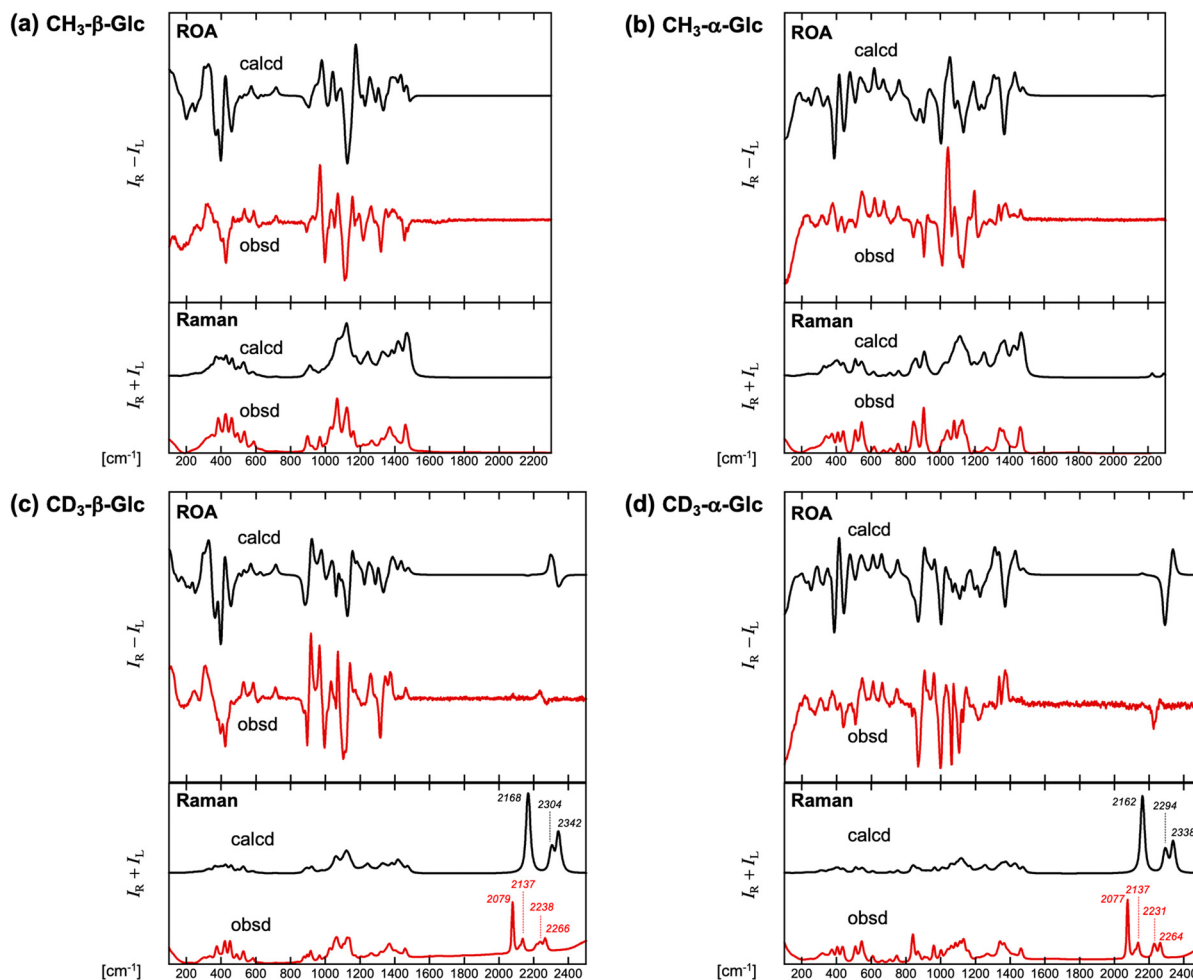 (a) CH₃-β-Glc
ROA
calcd
I_R − I_L
obsd
Raman
calcd
I_R + I_L
obsd
[cm⁻¹] 200 400 600 800 1000 1200 1400 1600 1800 2000 2200
(b) CH₃-α-Glc
ROA
calcd
I_R − I_L
obsd
Raman
calcd
I_R + I_L
obsd
[cm⁻¹] 200 400 600 800 1000 1200 1400 1600 1800 2000 2200
(c) CD₃-β-Glc
ROA
calcd
I_R − I_L
obsd
Raman
2168
2304
2342
calcd
I_R + I_L
2137
2079
2238
2266
obsd
[cm⁻¹] 200 400 600 800 1000 1200 1400 1600 1800 2000 2200 2400
(d) CD₃-α-Glc
ROA
calcd
I_R − I_L
obsd
Raman
2162
2294
2338
calcd
I_R + I_L
2137
2077
2231
2264
obsd
[cm⁻¹] 200 400 600 800 1000 1200 1400 1600 1800 2000 2200 2400